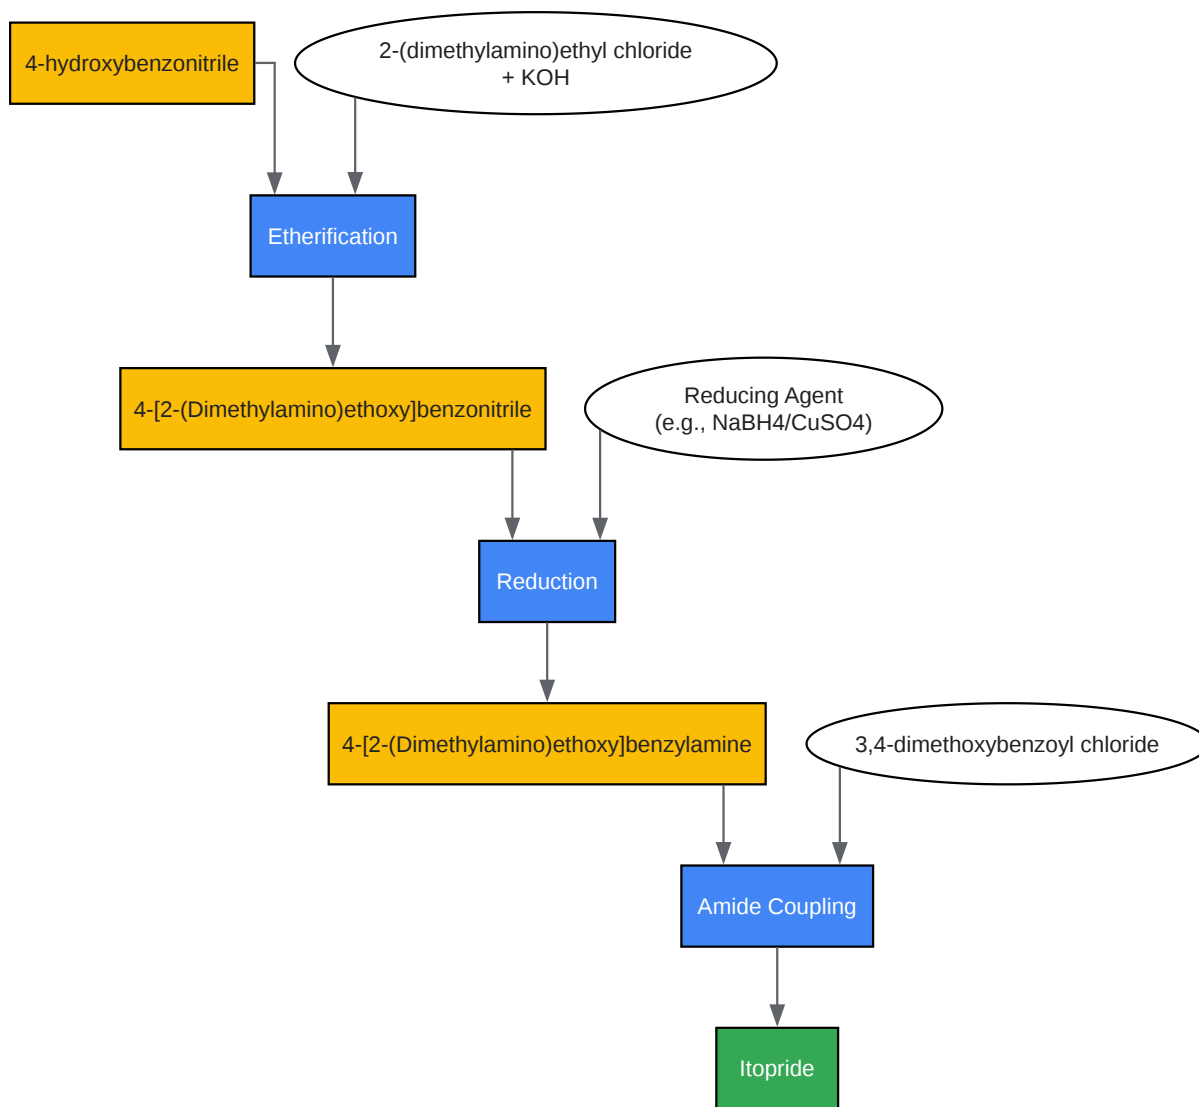 4-hydroxybenzonitrile
2-(dimethylamino)ethyl chloride
+ KOH
Etherification
4-[2-(Dimethylamino)ethoxy]benzonitrile
Reducing Agent
(e.g., NaBH4/CuSO4)
Reduction
4-[2-(Dimethylamino)ethoxy]benzylamine
3,4-dimethoxybenzoyl chloride
Amide Coupling
Itopride